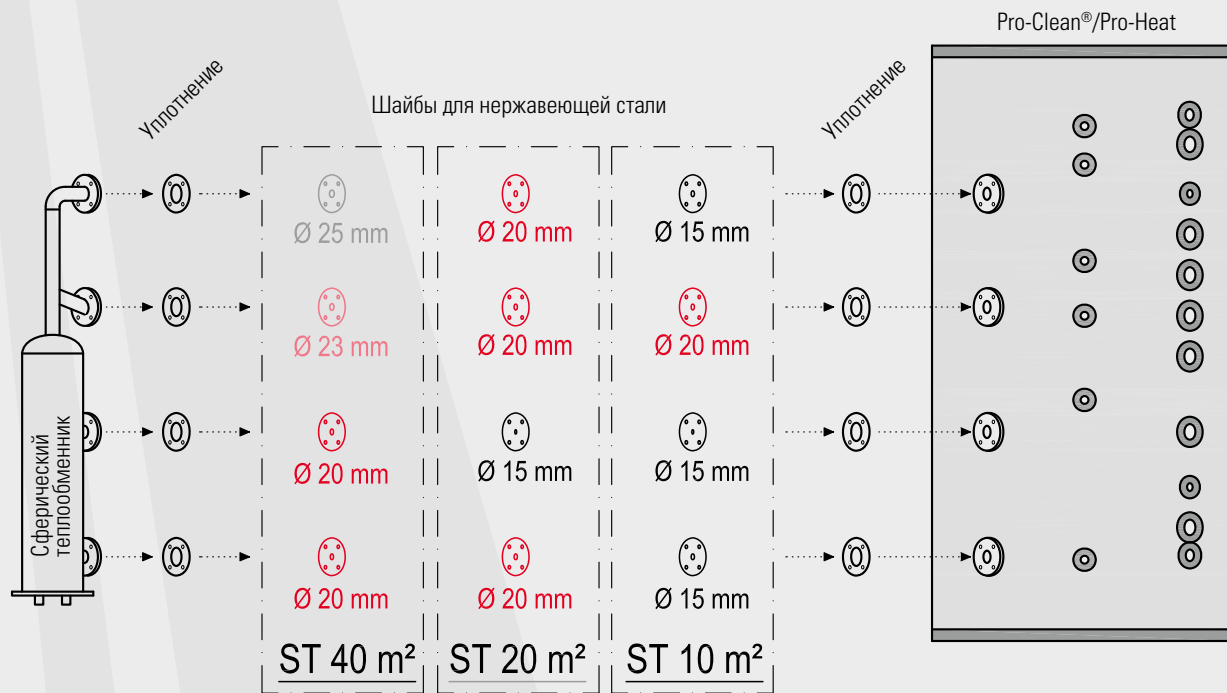 Pro-Clean®/Pro-Heat
Уплотнение
Шайбы для нержавеющей стали
Уплотнение
Ø 25 mm
Ø 20 mm
Ø 15 mm
Ø 23 mm
Ø 20 mm
Ø 20 mm
Ø 20 mm
Ø 15 mm
Ø 15 mm
Ø 20 mm
Ø 20 mm
Ø 15 mm
Сферический
теплообменник
ST 40 m²
ST 20 m²
ST 10 m²